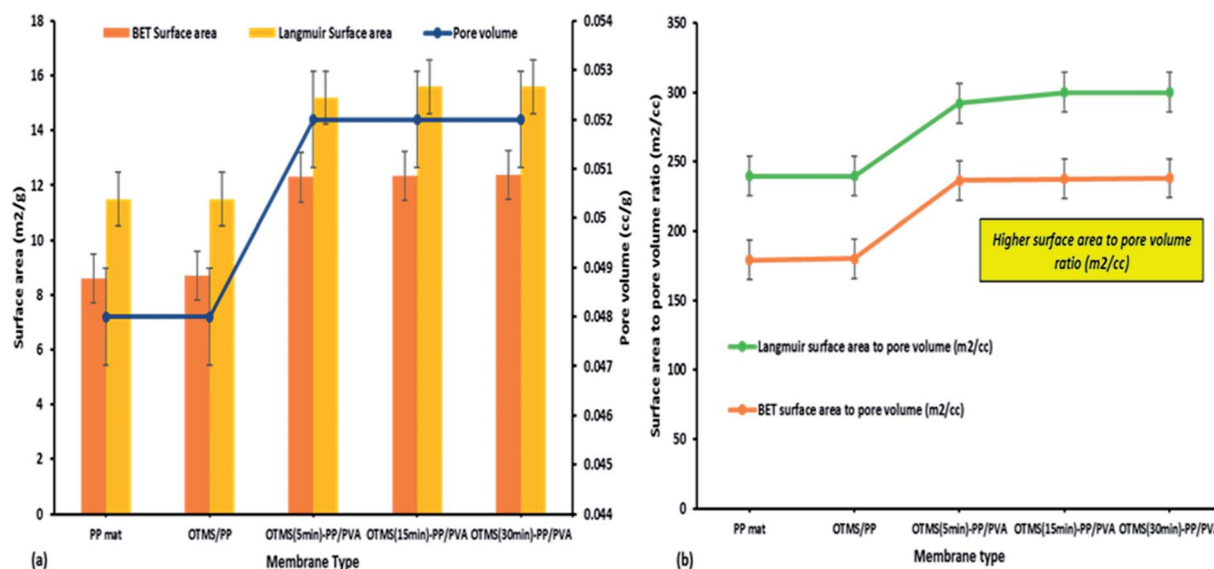 BET Surface area
Langmuir Surface area
Pore volume
Surface area (m2/g)
18
16
14
12
10
8
6
4
2
0
Pore volume (cc/g)
0.054
0.053
0.052
0.051
0.05
0.049
0.048
0.047
0.046
0.045
0.044
PP mat
OTMS/PP
OTMS(5min)-PP/PVA
OTMS(15min)-PP/PVA
OTMS(30min)-PP/PVA
Membrane Type
(a)
Surface area to pore volume ratio (m2/cc)
350
300
250
200
150
100
50
0
Higher surface area to pore volume
ratio (m2/cc)
Langmuir surface area to pore volume (m2/cc)
BET surface area to pore volume (m2/cc)
PP mat
OTMS/PP
OTMS(5min)-PP/PVA
OTMS(15min)-PP/PVA
OTMS(30min)-PP/PVA
Membrane type
(b)